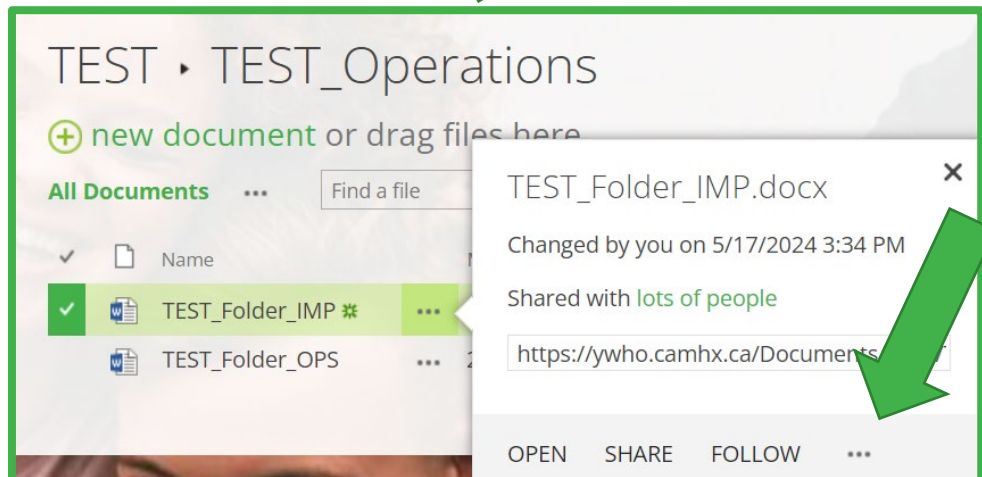 TEST ▸ TEST_Operations
new document or drag files here
All Documents ... Find a file
Name
TEST_Folder_IMP ...
TEST_Folder_OPS ...
TEST_Folder_IMP.docx
Changed by you on 5/17/2024 3:34 PM
Shared with lots of people
https://ywho.camhx.ca/Documents
OPEN SHARE FOLLOW ...